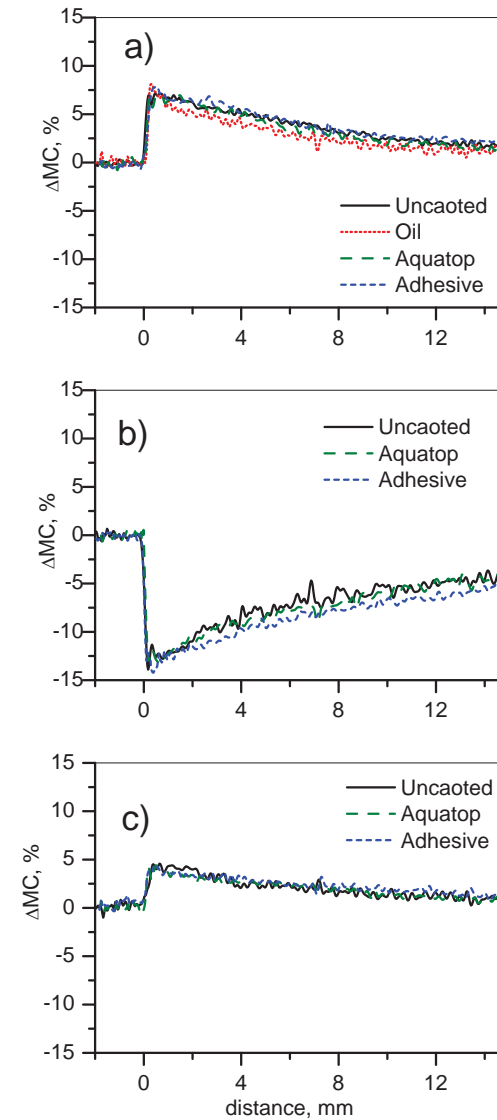 a)
15
10
5
0
-5
-10
-15
ΔMC, %
Uncaoted
Oil
Aquatop
Adhesive
0 4 8 12
b)
15
10
5
0
-5
-10
-15
ΔMC, %
Uncaoted
Aquatop
Adhesive
0 4 8 12
c)
15
10
5
0
-5
-10
-15
ΔMC, %
Uncaoted
Aquatop
Adhesive
0 4 8 12
distance, mm